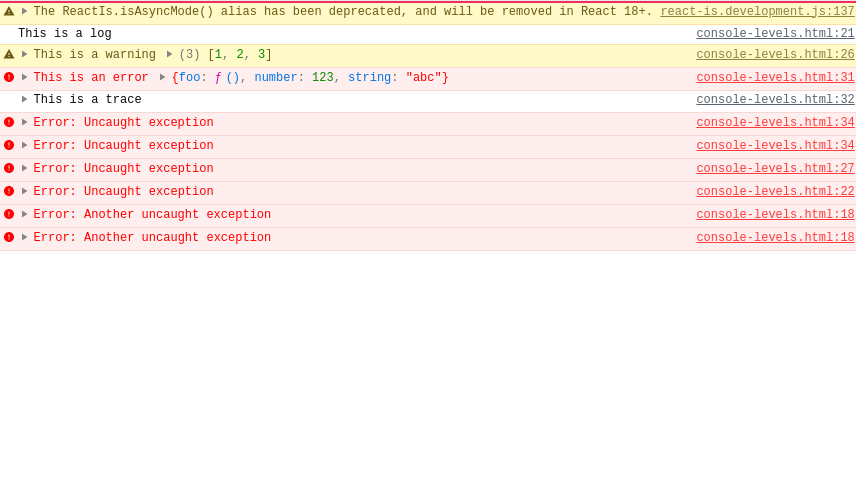 The ReactIs.isAsyncMode() alias has been deprecated, and will be removed in React 18+. react-is.development.js:137
This is a log console-levels.html:21
This is a warning (3) [1, 2, 3] console-levels.html:26
This is an error {foo: ƒ (), number: 123, string: "abc"} console-levels.html:31
This is a trace console-levels.html:32
Error: Uncaught exception console-levels.html:34
Error: Uncaught exception console-levels.html:34
Error: Uncaught exception console-levels.html:27
Error: Uncaught exception console-levels.html:22
Error: Another uncaught exception console-levels.html:18
Error: Another uncaught exception console-levels.html:18